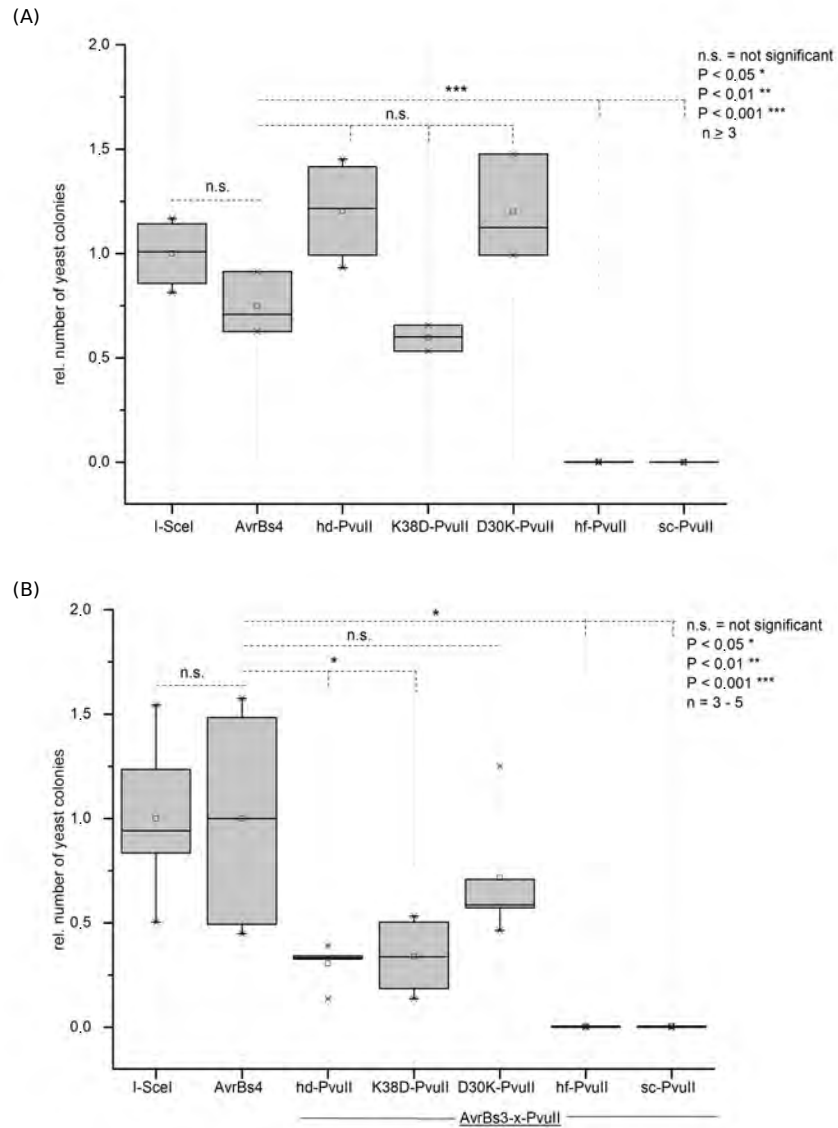 (A)
2.0
n.s. = not significant
P < 0.05 *
***
P < 0.01 **
P < 0.001 ***
n.s.
n ≥ 3
1.5
n.s.
1.0
rel. number of yeast colonies
0.5
0.0
I-SceI AvrBs4 hd-PvuII K38D-PvuII D30K-PvuII hf-PvuII sc-PvuII
(B)
2.0
*
n.s. = not significant
n.s.
P < 0.05 *
P < 0.01 **
n.s.
*
P < 0.001 ***
n = 3 - 5
1.5
1.0
rel. number of yeast colonies
0.5
0.0
I-SceI AvrBs4 hd-PvuII K38D-PvuII D30K-PvuII hf-PvuII sc-PvuII
AvrBs3-x-PvuII